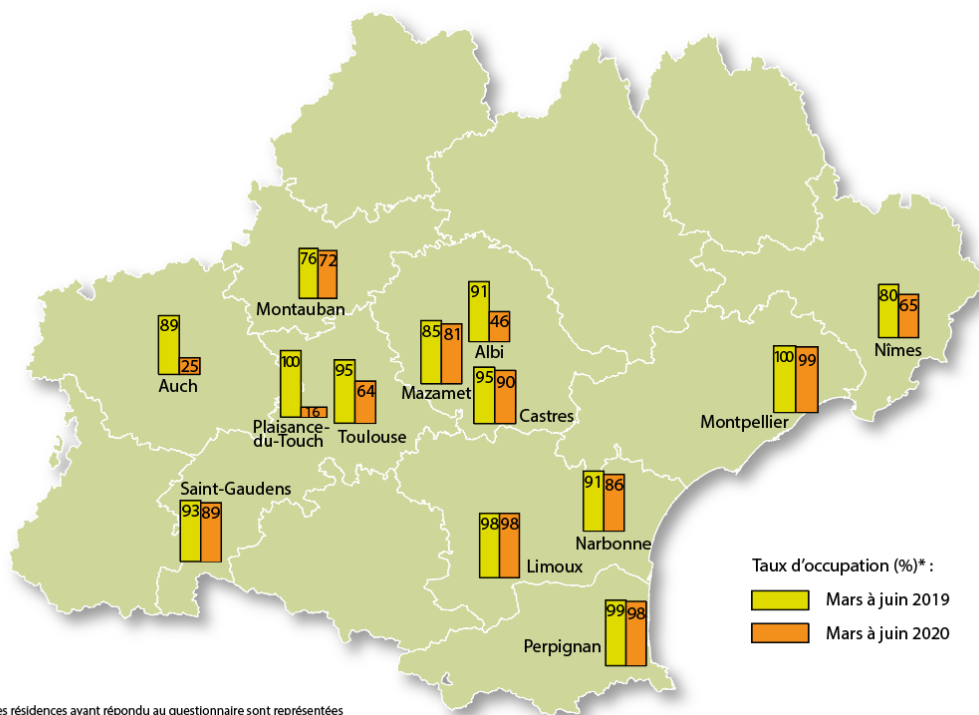 76
72
Montauban
91
46
Albi
80
65
Nîmes
89
25
Auch
85
81
Mazamet
100
16
Plaisance-
du-Touch
95
64
Toulouse
95
90
Castres
100
99
Montpellier
Saint-Gaudens
93
89
91
86
Narbonne
98
98
Limoux
99
98
Perpignan
Taux d'occupation (%)* :
Mars à juin 2019
Mars à juin 2020
es résidences ayant répondu au questionnaire sont représentées